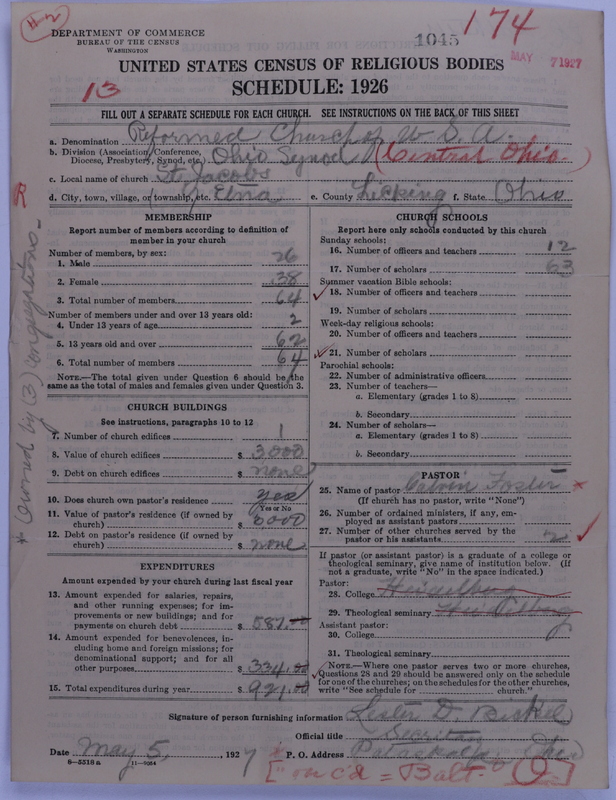 H-2
DEPARTMENT OF COMMERCE
BUREAU OF THE CENSUS
WASHINGTON
1045
174
MAY 7 1927
UNITED STATES CENSUS OF RELIGIOUS BODIES
SCHEDULE: 1926
13
FILL OUT A SEPARATE SCHEDULE FOR EACH CHURCH. SEE INSTRUCTIONS ON THE BACK OF THIS SHEET
a. Denomination Reformed Church of U. S. A.
b. Division (Association, Conference, Diocese, Presbytery, Synod, etc.) Ohio Synod (Central Ohio)
c. Local name of church St. Jacobs
d. City, town, village, or township, etc. Etna e. County Licking f. State Ohio
MEMBERSHIP
Report number of members according to definition of
member in your church
Number of members, by sex:
1. Male 26
2. Female 38
3. Total number of members 64
Number of members under and over 13 years old:
4. Under 13 years of age 2
5. 13 years old and over 62
6. Total number of members 64
NOTE.—The total given under Question 6 should be the
same as the total of males and females given under Question 3.
CHURCH BUILDINGS
See instructions, paragraphs 10 to 12
7. Number of church edifices 1
8. Value of church edifices $ 3000
9. Debt on church edifices $ none
10. Does church own pastor's residence yes
Yes or No
11. Value of pastor's residence (if owned by
church) $ 6000
12. Debt on pastor's residence (if owned by
church) $ none
* Owned by (3) congregations.
EXPENDITURES
Amount expended by your church during last fiscal year
13. Amount expended for salaries, repairs,
and other running expenses; for im-
provements or new buildings; and for
payments on church debt $ 587.00
14. Amount expended for benevolences, in-
cluding home and foreign missions; for
denominational support; and for all
other purposes $ 334.00
15. Total expenditures during year $ 921.00
CHURCH SCHOOLS
Report here only schools conducted by this church
Sunday schools:
16. Number of officers and teachers 12
17. Number of scholars 63
Summer vacation Bible schools:
18. Number of officers and teachers
19. Number of scholars
Week-day religious schools:
20. Number of officers and teachers
21. Number of scholars
Parochial schools:
22. Number of administrative officers
23. Number of teachers—
a. Elementary (grades 1 to 8)
b. Secondary
24. Number of scholars—
a. Elementary (grades 1 to 8)
b. Secondary
PASTOR
25. Name of pastor Calvin Foster *
(If church has no pastor, write "None")
26. Number of ordained ministers, if any, em-
ployed as assistant pastors
27. Number of other churches served by the
pastor or his assistants 2
If pastor (or assistant pastor) is a graduate of a college or
theological seminary, give name of institution below. (If
not a graduate, write "No" in the space indicated.)
Pastor:
28. College
29. Theological seminary
Assistant pastor:
30. College
31. Theological seminary
NOTE.—Where one pastor serves two or more churches,
Questions 28 and 29 should be answered only on the schedule
for one of the churches; on the schedules for the other churches,
write "See schedule for church."
Signature of person furnishing information Lester D. Bickel
Official title
Date May 5, 1927 P. O. Address Pataskala, Ohio
8—5518 a 11—9264
= Balt. O.